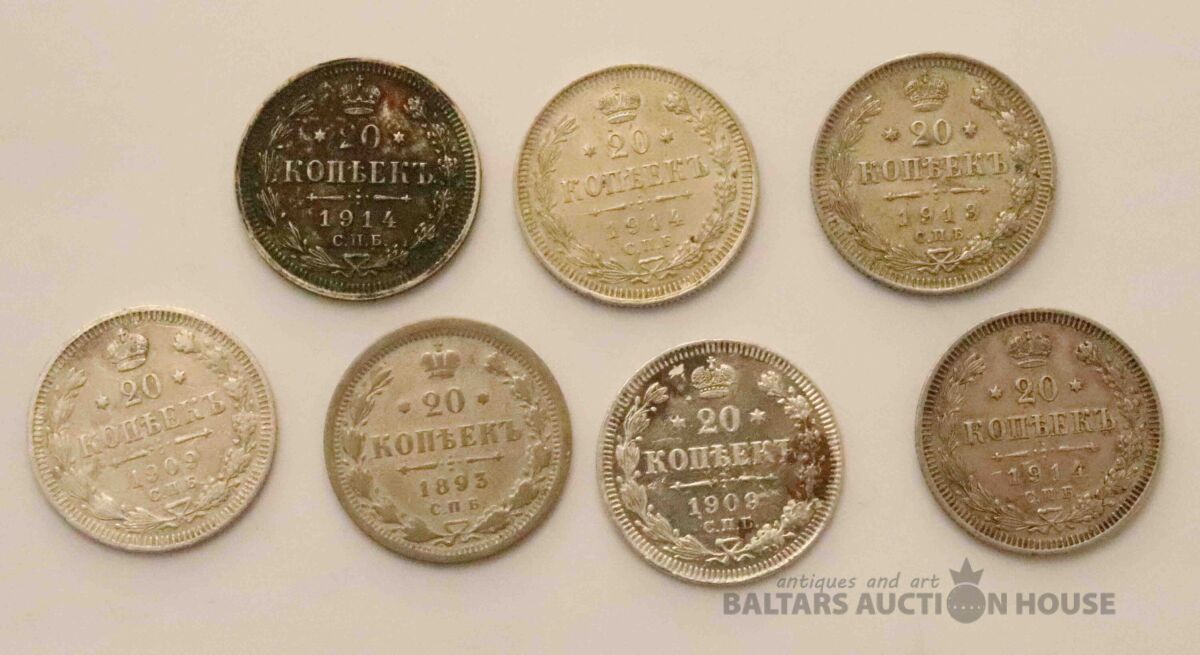 20
КОПѢЕКЪ
1914
С.П.Б.
20
КОПѢЕКЪ
1914
С.П.Б.
20
КОПѢЕКЪ
1913
С.П.Б.
20
КОПѢЕКЪ
1909
С.П.Б.
20
КОПѢЕКЪ
1893
С.П.Б.
20
КОПѢЕКЪ
1909
С.П.Б.
20
КОПѢЕКЪ
1914
С.П.Б.
antiques and art
BALTARS AUCTION HOUSE